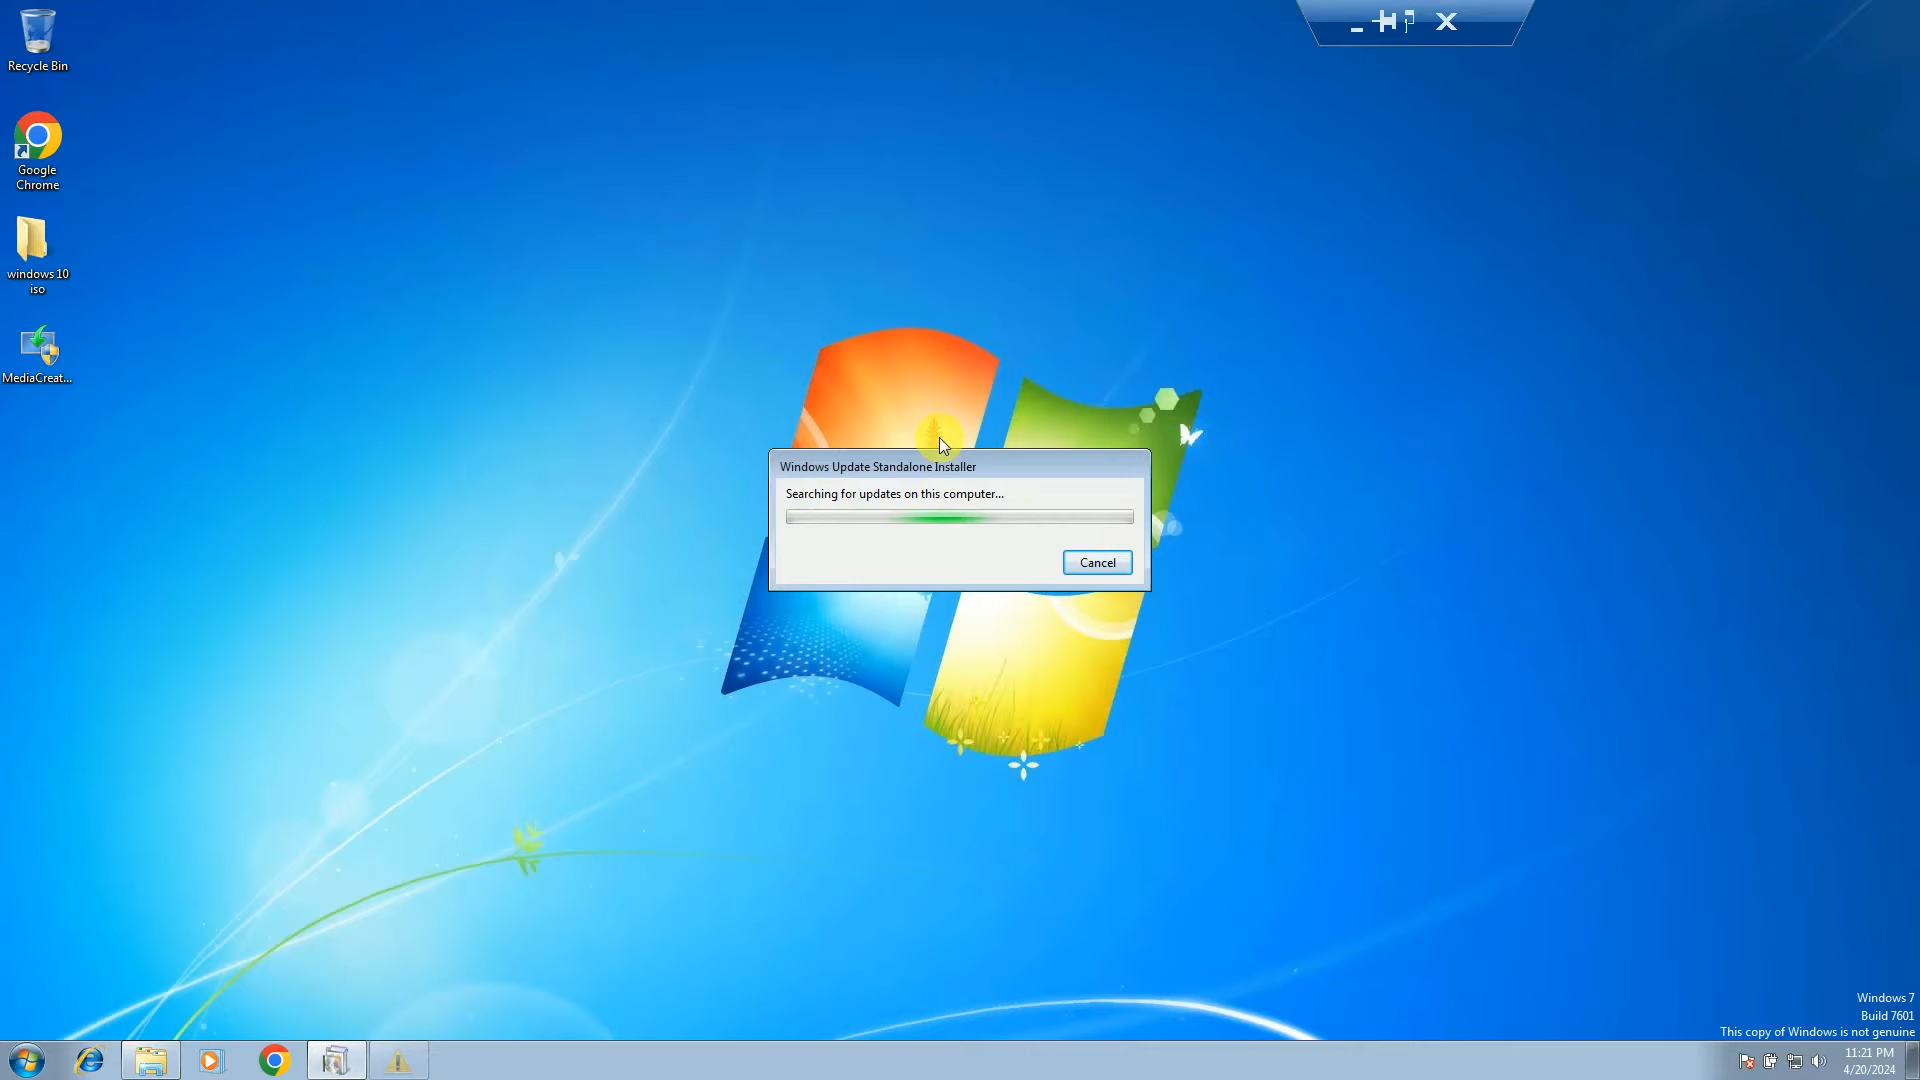 Recycle Bin
Google
Chrome
windows 10
iso
MediaCreat...
Windows Update Standalone Installer
Searching for updates on this computer...
Cancel
Windows 7
Build 7601
This copy of Windows is not genuine
11:21 PM
4/20/2024